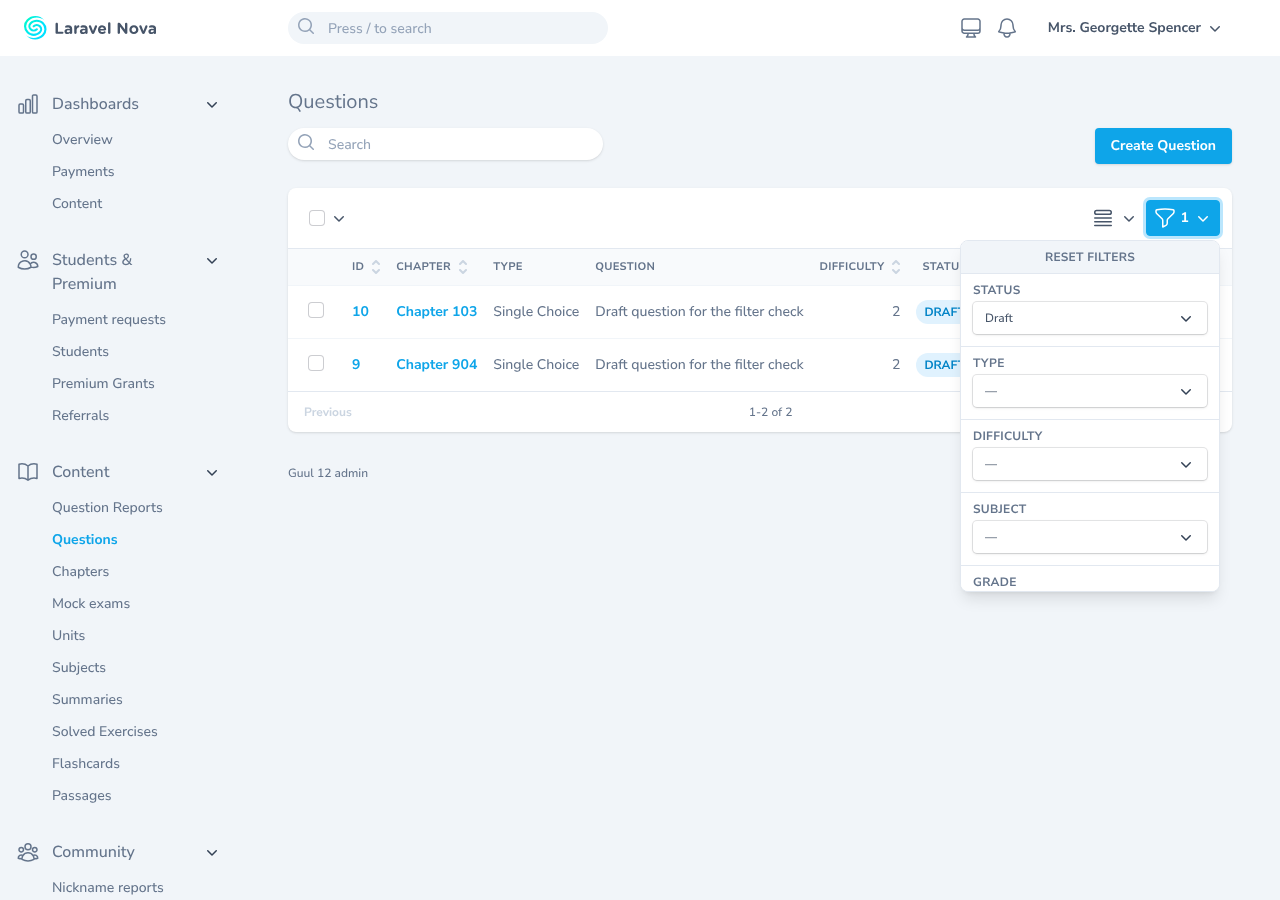 Laravel Nova
Press / to search
Mrs. Georgette Spencer
Dashboards
Overview
Payments
Content
Students &
Premium
Payment requests
Students
Premium Grants
Referrals
Content
Question Reports
Questions
Chapters
Mock exams
Units
Subjects
Summaries
Solved Exercises
Flashcards
Passages
Community
Nickname reports
Questions
Search
Create Question
1
ID CHAPTER TYPE QUESTION DIFFICULTY STATU
10 Chapter 103 Single Choice Draft question for the filter check 2 DRAFT
9 Chapter 904 Single Choice Draft question for the filter check 2 DRAFT
Previous 1-2 of 2
RESET FILTERS
STATUS
Draft
TYPE
—
DIFFICULTY
—
SUBJECT
—
GRADE
Guul 12 admin